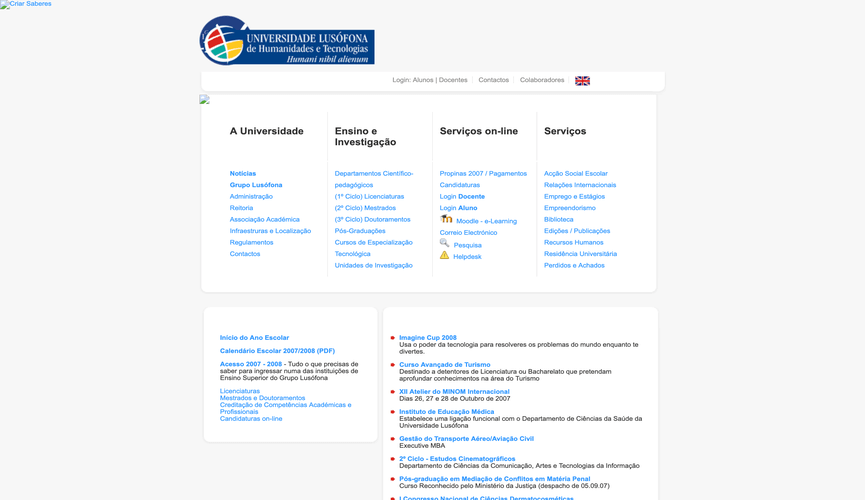 Criar Saberes
UNIVERSIDADE LUSÓFONA
de Humanidades e Tecnologias
Humani nihil alienum
Login: Alunos | Docentes
Contactos
Colaboradores
A Universidade
Notícias
Grupo Lusófona
Administração
Reitoria
Associação Académica
Infraesturas e Localização
Regulamentos
Contactos
Ensino e
Investigação
Departamentos Científico-
pedagógicos
(1º Ciclo) Licenciaturas
(2º Ciclo) Mestrados
(3º Ciclo) Doutoramentos
Pós-Graduações
Cursos de Especialização
Tecnológica
Unidades de Investigação
Serviços on-line
Propinas 2007 / Pagamentos
Candidaturas
Login Docente
Login Aluno
Moodle - e-Learning
Correio Electrónico
Pesquisa
Helpdesk
Serviços
Acção Social Escolar
Relações Internacionais
Emprego e Estágios
Empreendorismo
Biblioteca
Edições / Publicações
Recursos Humanos
Residência Universitária
Perdidos e Achados
Início do Ano Escolar
Calendário Escolar 2007/2008 (PDF)
Acesso 2007 - 2008 - Tudo o que precisas de
saber para ingressar numa das instituições de
Ensino Superior do Grupo Lusófona
Licenciaturas
Mestrados e Doutoramentos
Creditação de Competências Académicas e
Profissionais
Candidaturas on-line
Imagine Cup 2008
Usa o poder da tecnologia para resolveres os problemas do mundo enquanto te
divertes.
Curso Avançado de Turismo
Destinado a detentores de Licenciatura ou Bacharelato que pretendam
aprofundar conhecimentos na área do Turismo
XII Atelier do MINOM Internacional
Dias 26, 27 e 28 de Outubro de 2007
Instituto de Educação Médica
Estabelece uma ligação funcional com o Departamento de Ciências da Saúde da
Universidade Lusófona
Gestão do Transporte Aéreo/Aviação Civil
Executive MBA
2º Ciclo - Estudos Cinematográficos
Departamento de Ciências da Comunicação, Artes e Tecnologias da Informação
Pós-graduação em Mediação de Conflitos em Matéria Penal
Curso Reconhecido pelo Ministério da Justiça (despacho de 05.09.07)
I Congresso Nacional de Ciências Dermatocosméticas